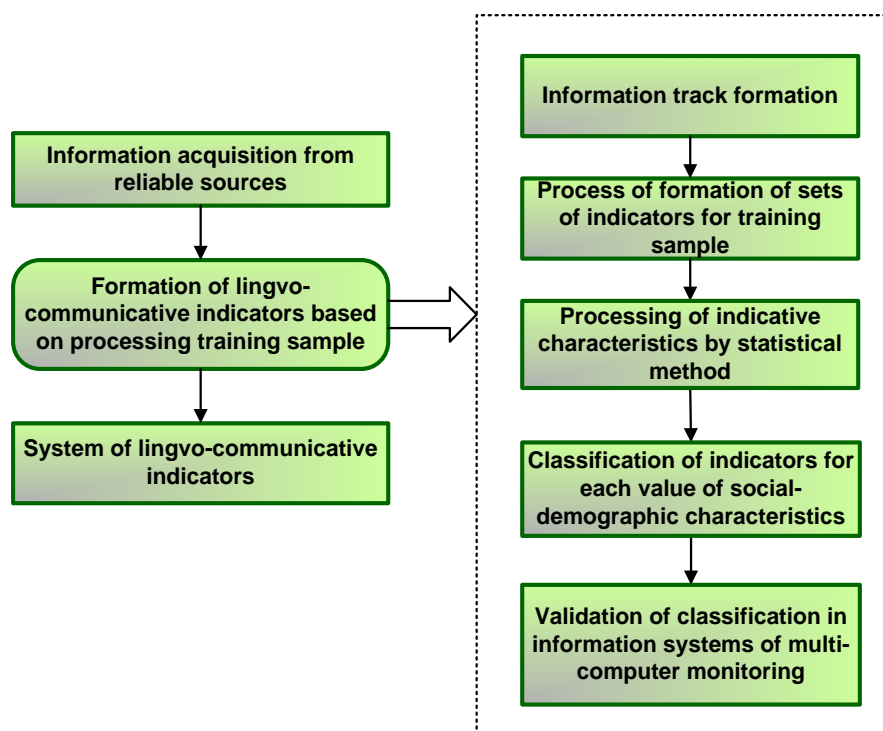 Information acquisition from
reliable sources
Formation of lingvo-
communicative indicators based
on processing training sample
System of lingvo-communicative
indicators
Information track formation
Process of formation of sets
of indicators for training
sample
Processing of indicative
characteristics by statistical
method
Classification of indicators for
each value of social-
demographic characteristics
Validation of classification in
information systems of multi-
computer monitoring